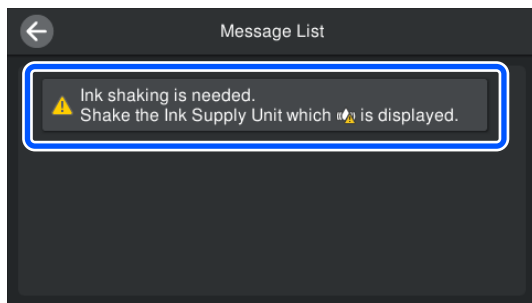 Message List
Ink shaking is needed.
Shake the Ink Supply Unit which is displayed.